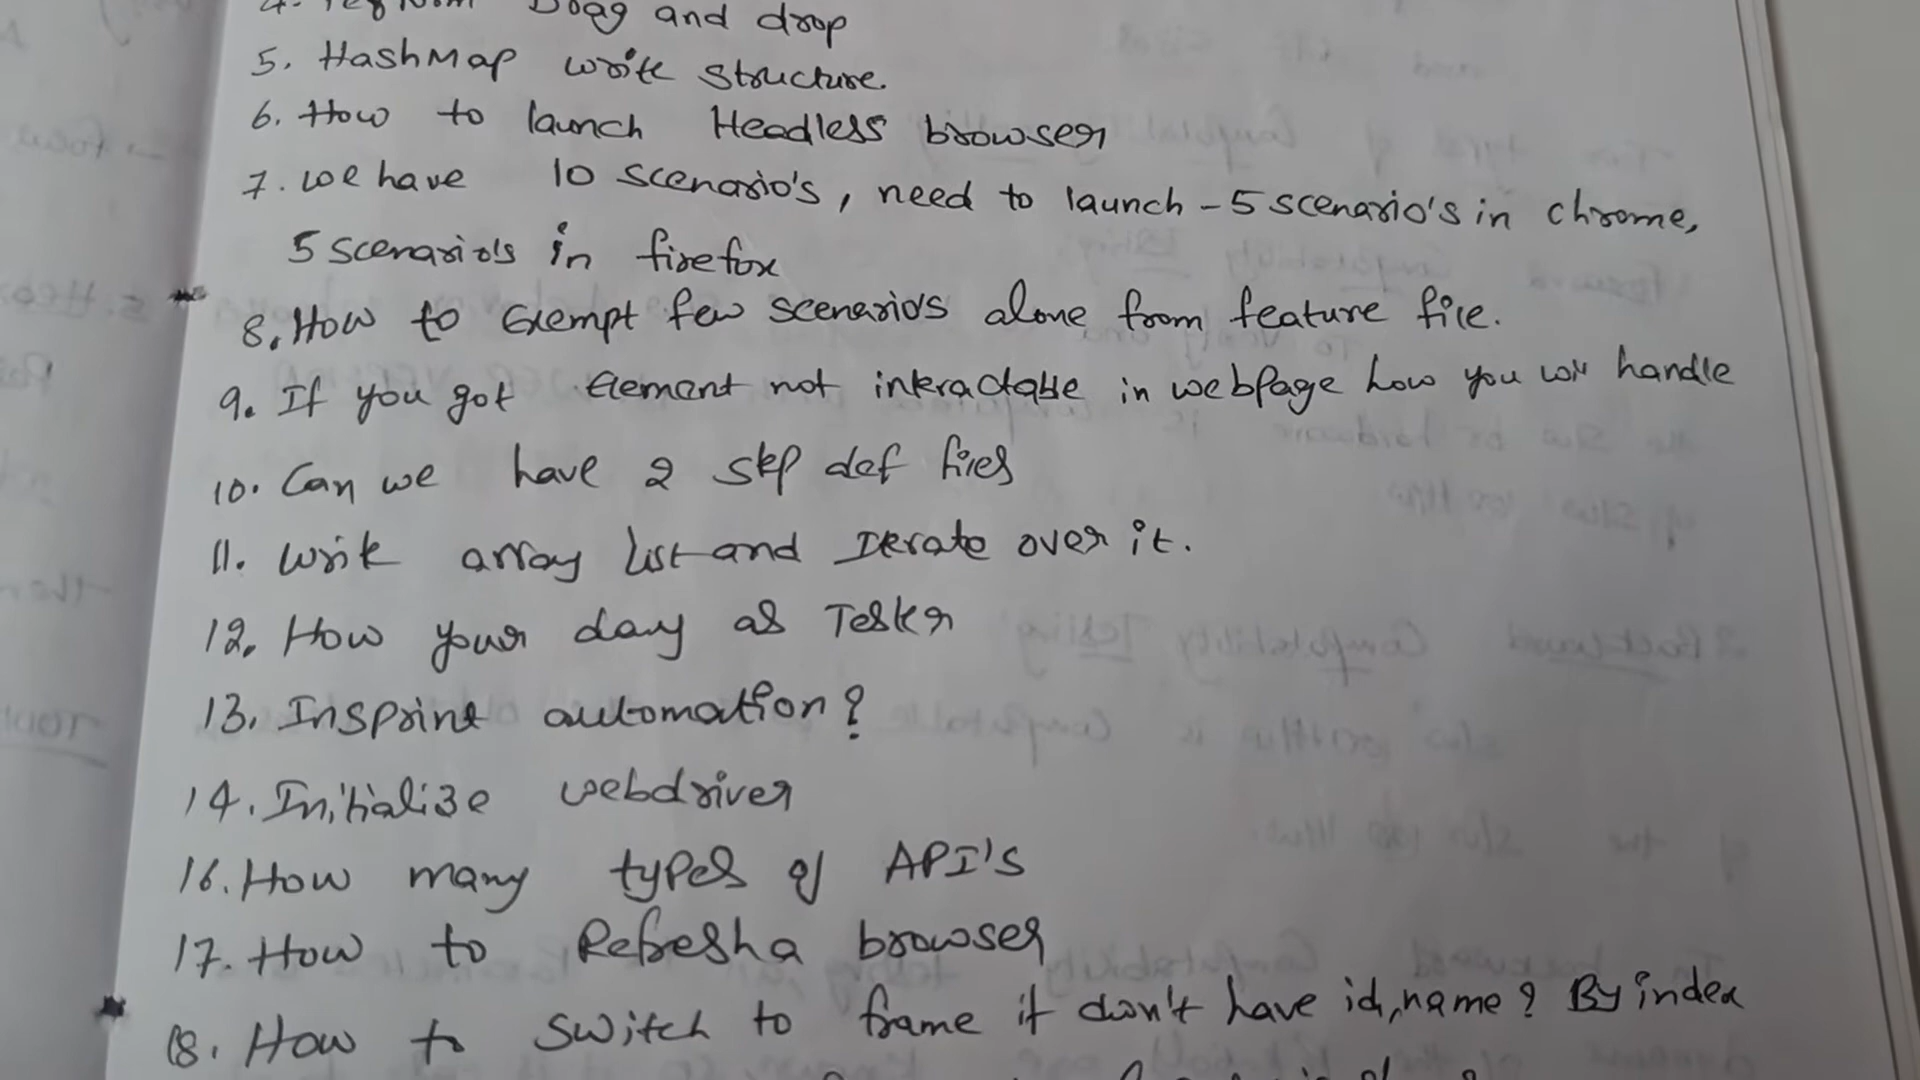 4. Perform Drag and drop
5. HashMap write structure.
6. How to launch Headless browser
7. We have 10 scenario's, need to launch - 5 scenario's in chrome,
5 scenario's in firefox
8. How to Exempt few scenario's alone from feature file.
9. If you got Element not interactable in webpage how you will handle
10. Can we have 2 step def files
11. Write array list and Iterate over it.
12. How your day as Tester
13. Insprint automation?
14. Initialize webdriver
16. How many types of API's
17. How to Refresh a browser
18. How to switch to frame if don't have id, name? By index